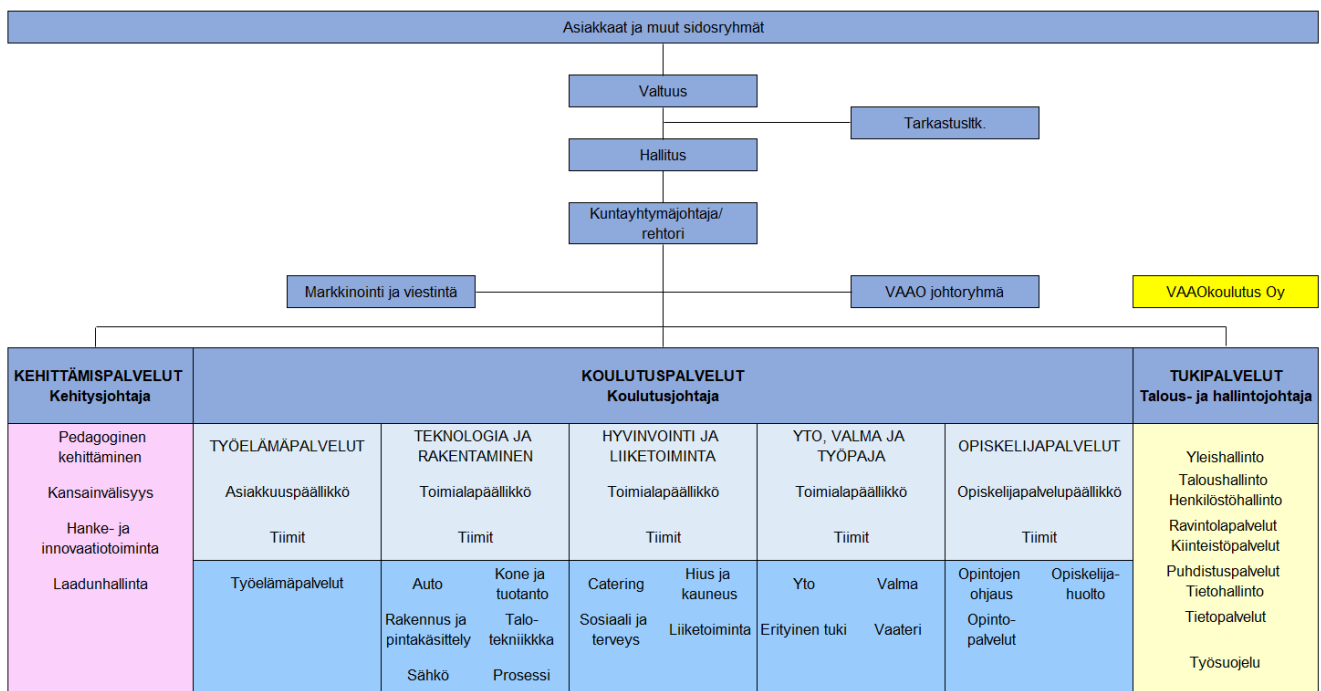 Asiakkaat ja muut sidosryhmät
Valtuus
Tarkastusltk.
Hallitus
Kuntayhtymäjohtaja/
rehtori
Markkinointi ja viestintä
VAAO johtoryhmä
VAAOkoulutus Oy
KEHITTÄMISPALVELUT
Kehitysjohtaja
KOULUTUSPALVELUT
Koulutusjohtaja
TUKIPALVELUT
Talous- ja hallintojohtaja
Pedagoginen
kehittäminen
Kansainvälisyys
Hanke- ja
innovaatiotoiminta
Laadunhallinta
TYÖELÄMÄPALVELUT
Asiakkuuspäällikkö
Tiimit
Työelämäpalvelut
TEKNOLOGIA JA
RAKENTAMINEN
Toimialapäällikkö
Tiimit
Auto
Kone ja
tuotanto
Rakennus ja
pintakäsittely
Talo-
tekniikkka
Sähkö
Prosessi
HYVINVOINTI JA
LIIKETOIMINTA
Toimialapäällikkö
Tiimit
Catering
Hius ja
kauneus
Sosiaali ja
terveys
Liiketoiminta
YTO, VALMA JA
TYÖPAJA
Toimialapäällikkö
Tiimit
Yto
Valma
Erityinen tuki
Vaateri
OPISKELIJAPALVELUT
Opiskelijapalvelupäällikkö
Tiimit
Opintojen
ohjaus
Opiskelija-
huolto
Opinto-
palvelut
Yleishallinto
Taloushallinto
Henkilöstöhallinto
Ravintolapalvelut
Kiinteistöpalvelut
Puhdistuspalvelut
Tietohallinto
Tietopalvelut
Työsuojelu